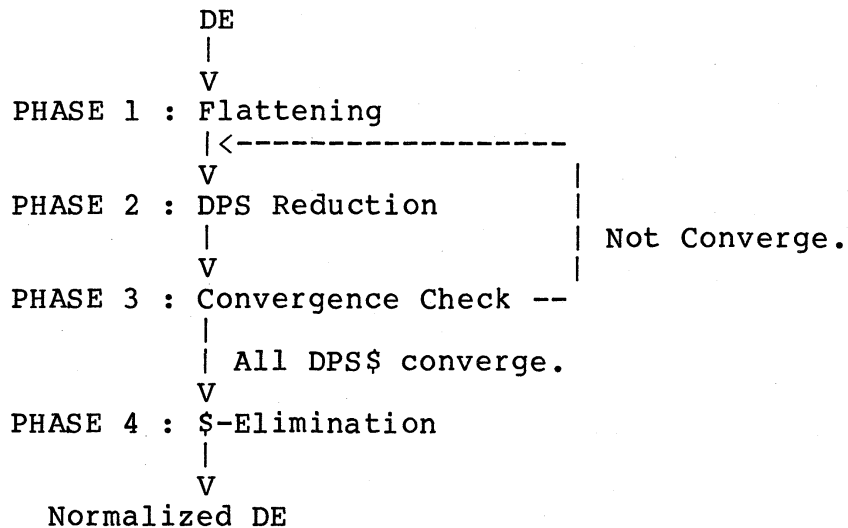 DE
PHASE 1 : Flattening
PHASE 2 : DPS Reduction
Not Converge.
PHASE 3 : Convergence Check --
All DPS$ converge.
PHASE 4 : $-Elimination
Normalized DE